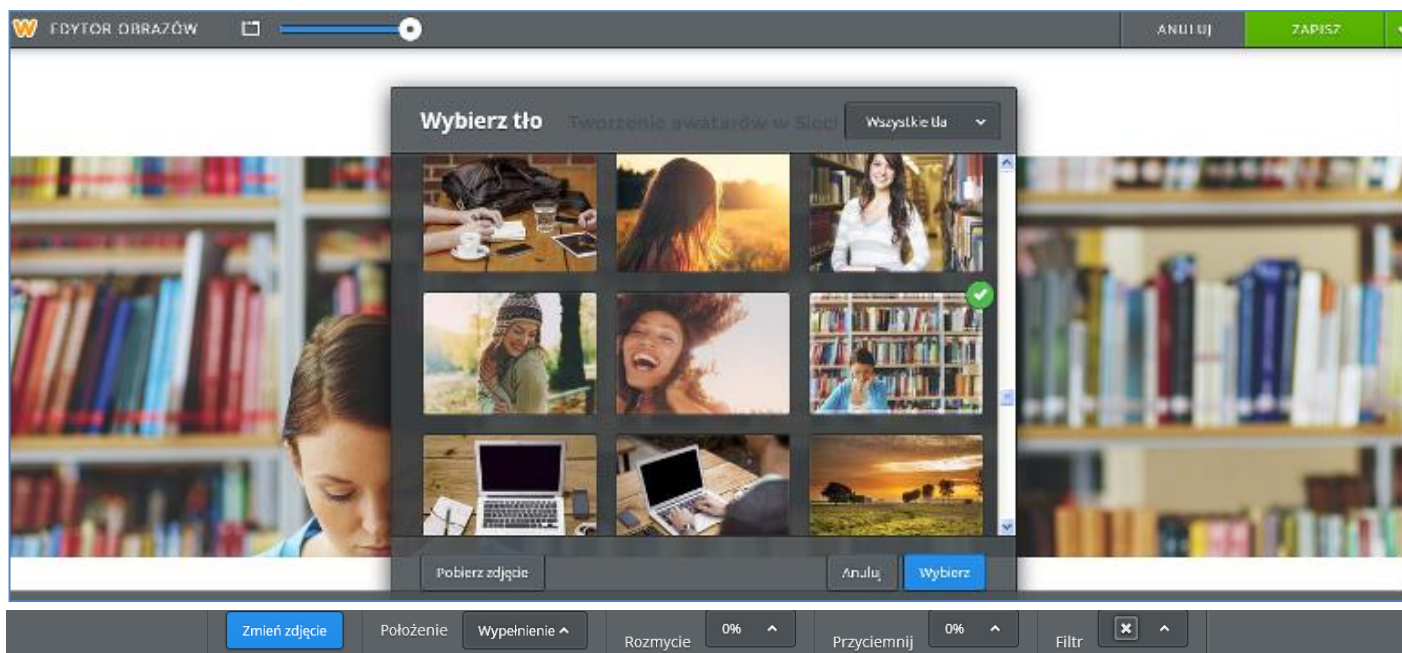 EDYTOR OBRAZÓW
ANULUJ
ZAPISZ
Wybierz tło
Tworzenie awatarów w Sieci
Wszystkie tła
Pobierz zdjęcie
Anuluj
Wybierz
Zmień zdjęcie
Położenie
Wypełnienie
Rozmycie
0%
Przyciemnij
0%
Filtr